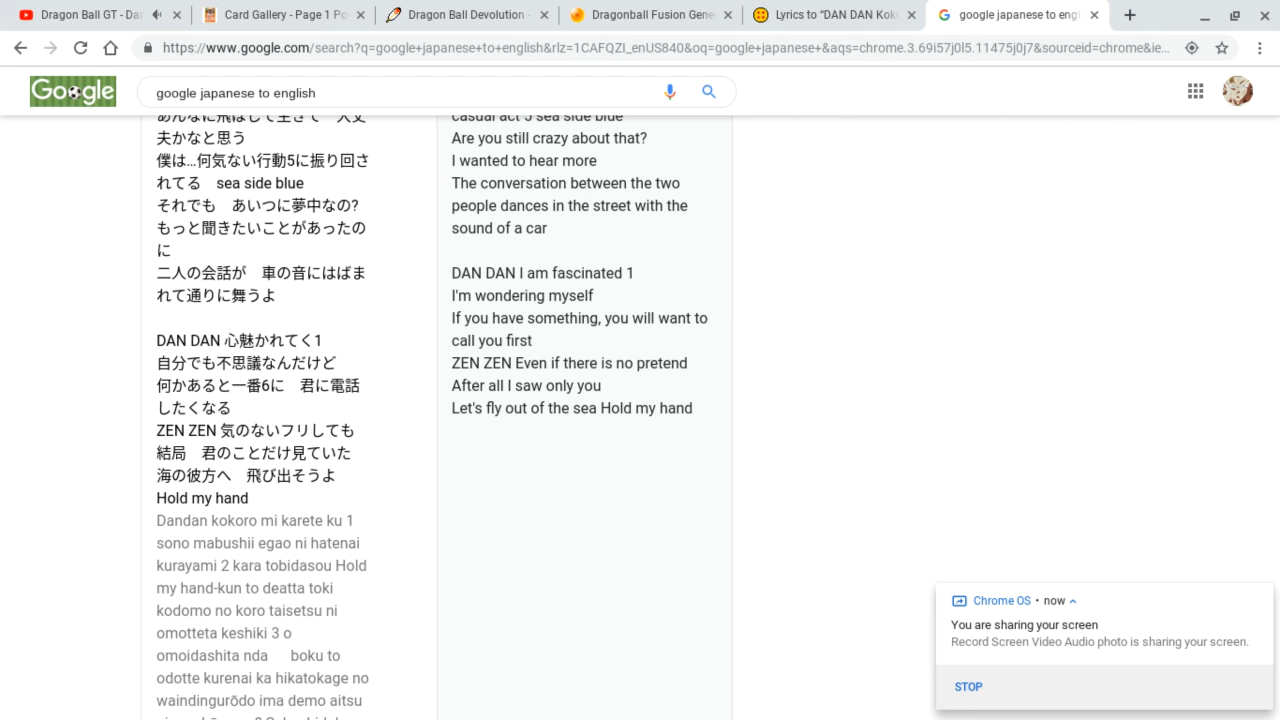 Dragon Ball GT - Dar
Card Gallery - Page 1 Po
Dragon Ball Devolution -
Dragonball Fusion Gene
Lyrics to "DAN DAN Koko
google japanese to engl
https://www.google.com/search?q=google+japanese+to+english&rlz=1CAFQZI_enUS840&oq=google+japanese+&aqs=chrome.3.69i57j0l5.11475j0j7&sourceid=chrome&ie...
Google
google japanese to english
夫かなと思う
僕は…何気ない行動5に振り回さ
れてる　sea side blue
それでも　あいつに夢中なの?
もっと聞きたいことがあったの
に
二人の会話が　車の音にはばま
れて通りに舞うよ
DAN DAN 心魅かれてく1
自分でも不思議なんだけど
何かあると一番6に　君に電話
したくなる
ZEN ZEN 気のないフリしても
結局　君のことだけ見ていた
海の彼方へ　飛び出そうよ
Hold my hand
Dandan kokoro mi karete ku 1
sono mabushii egao ni hatenai
kurayami 2 kara tobidasou Hold
my hand-kun to deatta toki
kodomo no koro taisetsu ni
omotteta keshiki 3 o
omoidashita nda boku to
odotte kurenai ka hikatokage no
waindingurōdo ima demo aitsu
casual act 5 sea side blue
Are you still crazy about that?
I wanted to hear more
The conversation between the two
people dances in the street with the
sound of a car
DAN DAN I am fascinated 1
I'm wondering myself
If you have something, you will want to
call you first
ZEN ZEN Even if there is no pretend
After all I saw only you
Let's fly out of the sea Hold my hand
Chrome OS • now
You are sharing your screen
Record Screen Video Audio photo is sharing your screen.
STOP